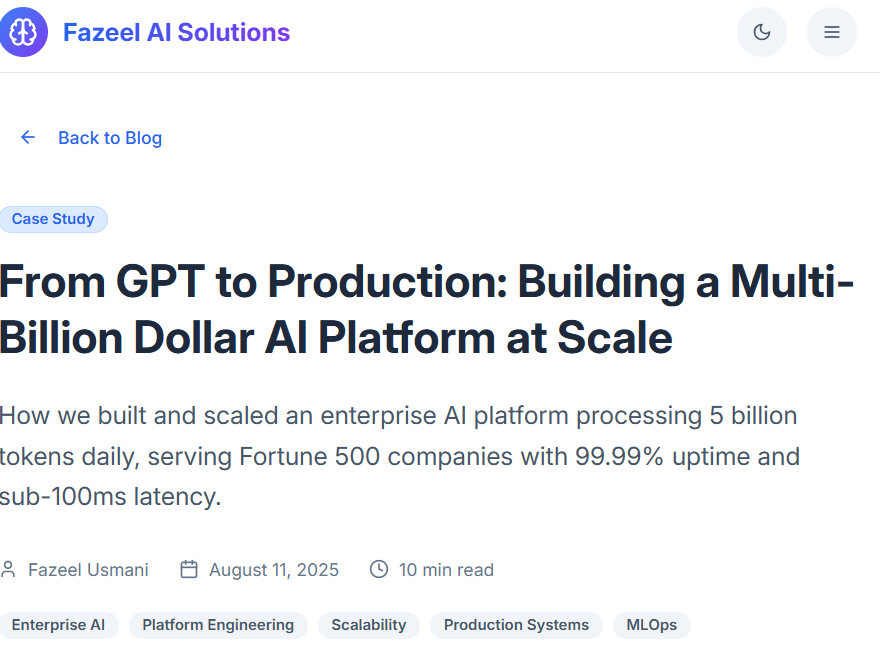 Fazeel AI Solutions
Back to Blog
Case Study
From GPT to Production: Building a Multi-
Billion Dollar AI Platform at Scale
How we built and scaled an enterprise AI platform processing 5 billion
tokens daily, serving Fortune 500 companies with 99.99% uptime and
sub-100ms latency.
Fazeel Usmani August 11, 2025 10 min read
Enterprise AI Platform Engineering Scalability Production Systems MLOps